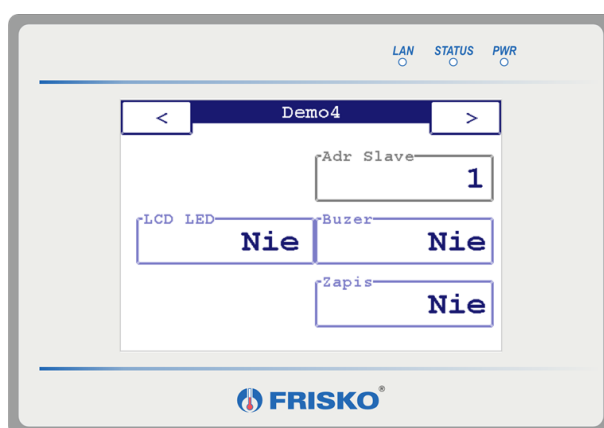 LAN STATUS PWR
< Demo4 >
Adr Slave
1
LCD LED Buzer
Nie Nie
Zapis
Nie
FRISKO®